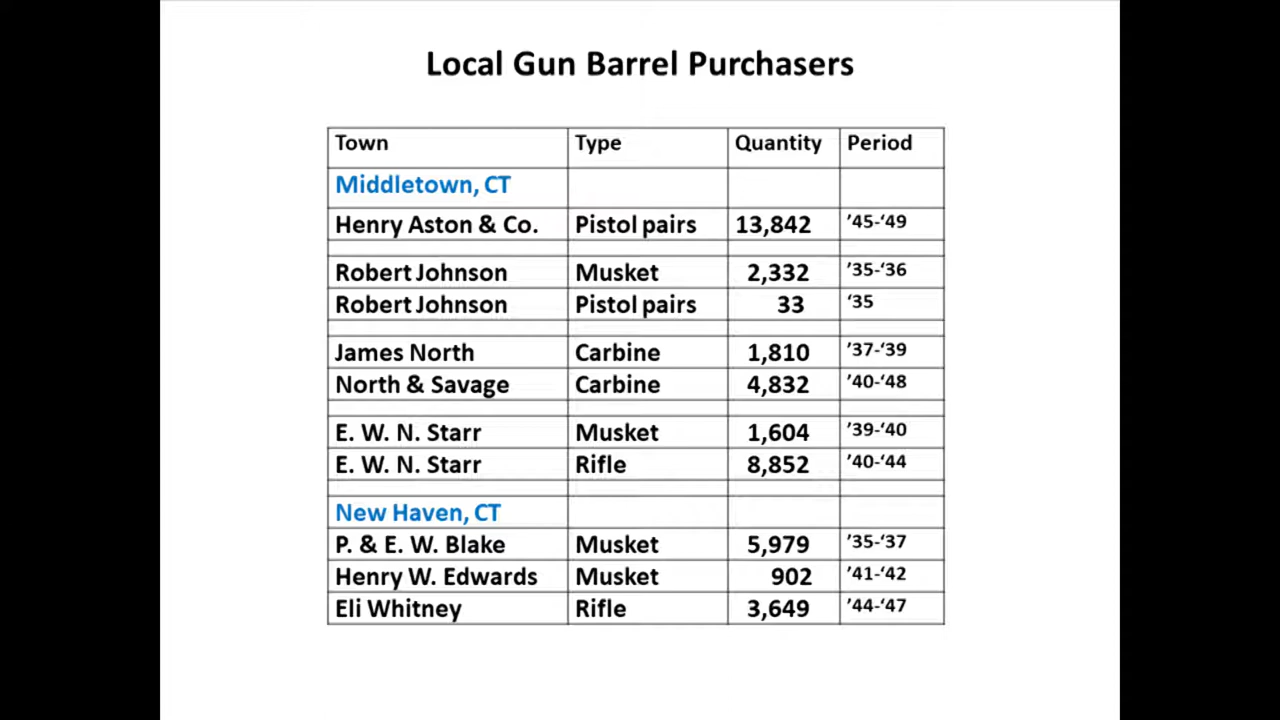 Local Gun Barrel Purchasers
Town Type Quantity Period
Middletown, CT
Henry Aston & Co. Pistol pairs 13,842 ’45-‘49
Robert Johnson Musket 2,332 ’35-‘36
Robert Johnson Pistol pairs 33 ‘35
James North Carbine 1,810 ’37-‘39
North & Savage Carbine 4,832 ’40-‘48
E. W. N. Starr Musket 1,604 ’39-‘40
E. W. N. Starr Rifle 8,852 ’40-‘44
New Haven, CT
P. & E. W. Blake Musket 5,979 ’35-‘37
Henry W. Edwards Musket 902 ’41-‘42
Eli Whitney Rifle 3,649 ’44-‘47